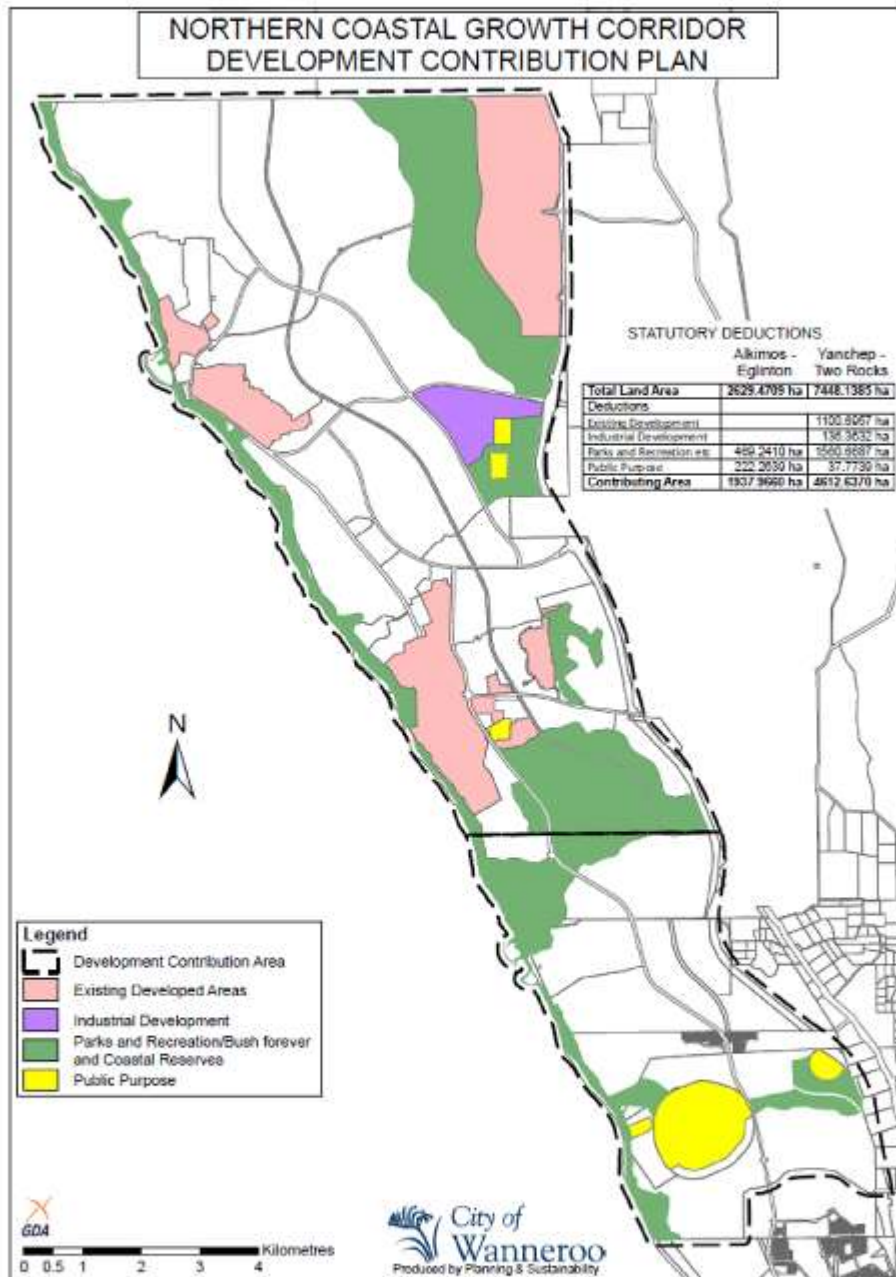 NORTHERN COASTAL GROWTH CORRIDOR
DEVELOPMENT CONTRIBUTION PLAN
STATUTORY DEDUCTIONS
Alkimos - Yanchep -
Eglinton Two Rocks
Total Land Area 2629.4709 ha 7448.1385 ha
Deductions
Existing Development 1100.6957 ha
Industrial Development 136.3632 ha
Parks and Recreation etc 469.2410 ha 1560.6687 ha
Public Purpose 222.2639 ha 37.7739 ha
Contributing Area 1937.9660 ha 4612.6370 ha
N
Legend
Development Contribution Area
Existing Developed Areas
Industrial Development
Parks and Recreation/Bush forever
and Coastal Reserves
Public Purpose
GDA
Kilometres
0 0.5 1 2 3 4
City of
Wanneroo
Produced by Planning & Sustainability